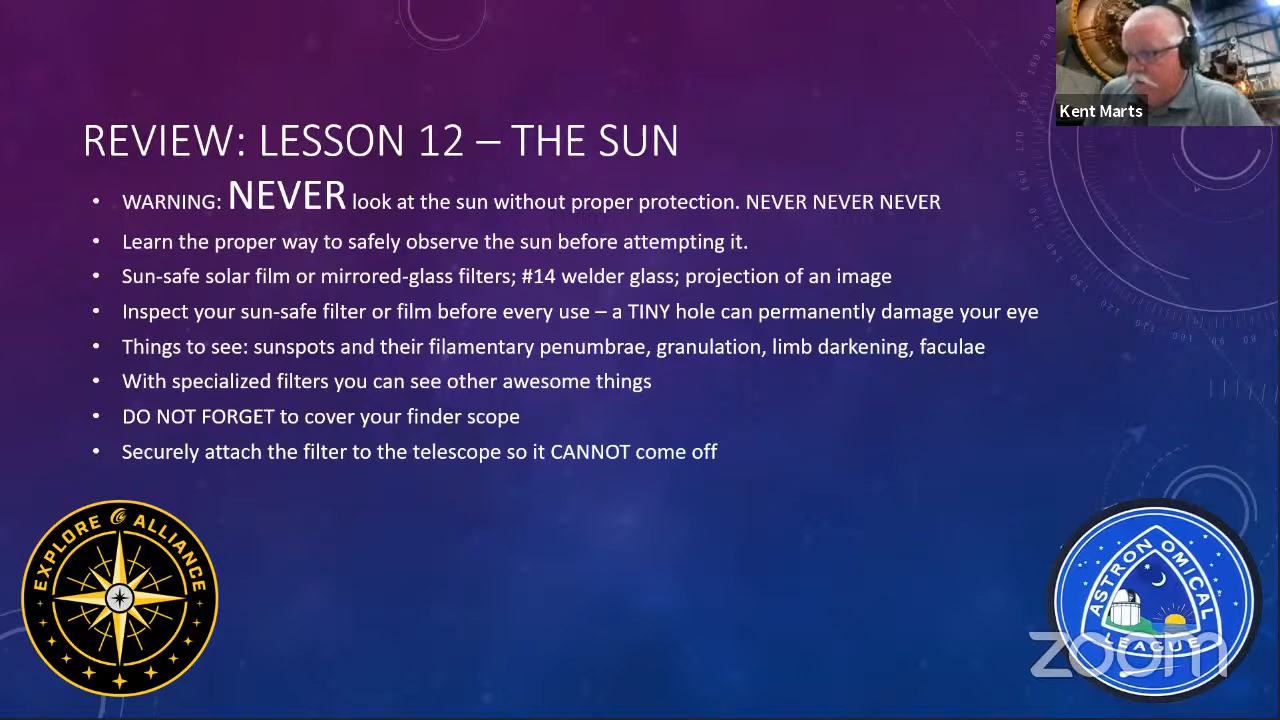 Kent Marts
REVIEW: LESSON 12 – THE SUN
• WARNING: NEVER look at the sun without proper protection. NEVER NEVER NEVER
• Learn the proper way to safely observe the sun before attempting it.
• Sun-safe solar film or mirrored-glass filters; #14 welder glass; projection of an image
• Inspect your sun-safe filter or film before every use – a TINY hole can permanently damage your eye
• Things to see: sunspots and their filamentary penumbrae, granulation, limb darkening, faculae
• With specialized filters you can see other awesome things
• DO NOT FORGET to cover your finder scope
• Securely attach the filter to the telescope so it CANNOT come off
EXPLORE ALLIANCE
ASTRONOMICAL
LEAGUE
zoom